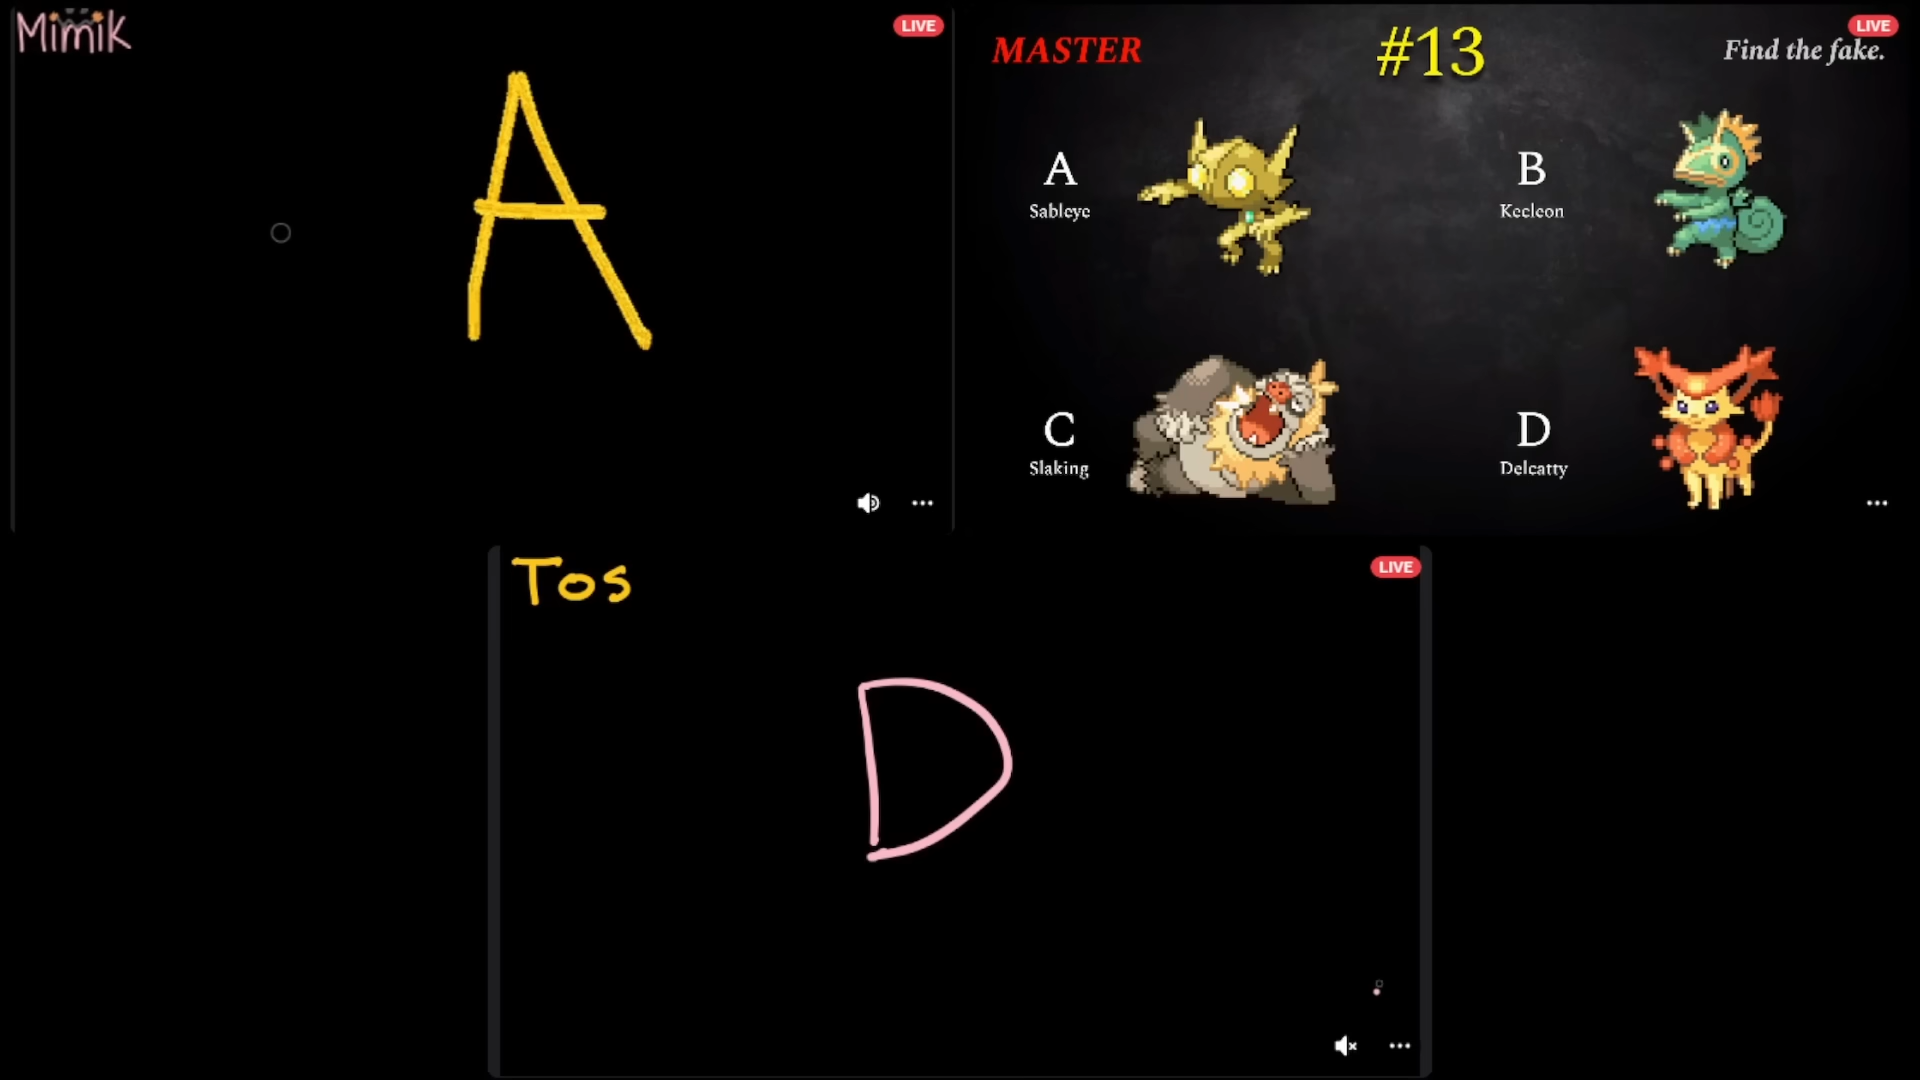 Mimik
LIVE
A
MASTER
#13
LIVE
Find the fake.
A
Sableye
B
Kecleon
C
Slaking
D
Delcatty
Tos
LIVE
D